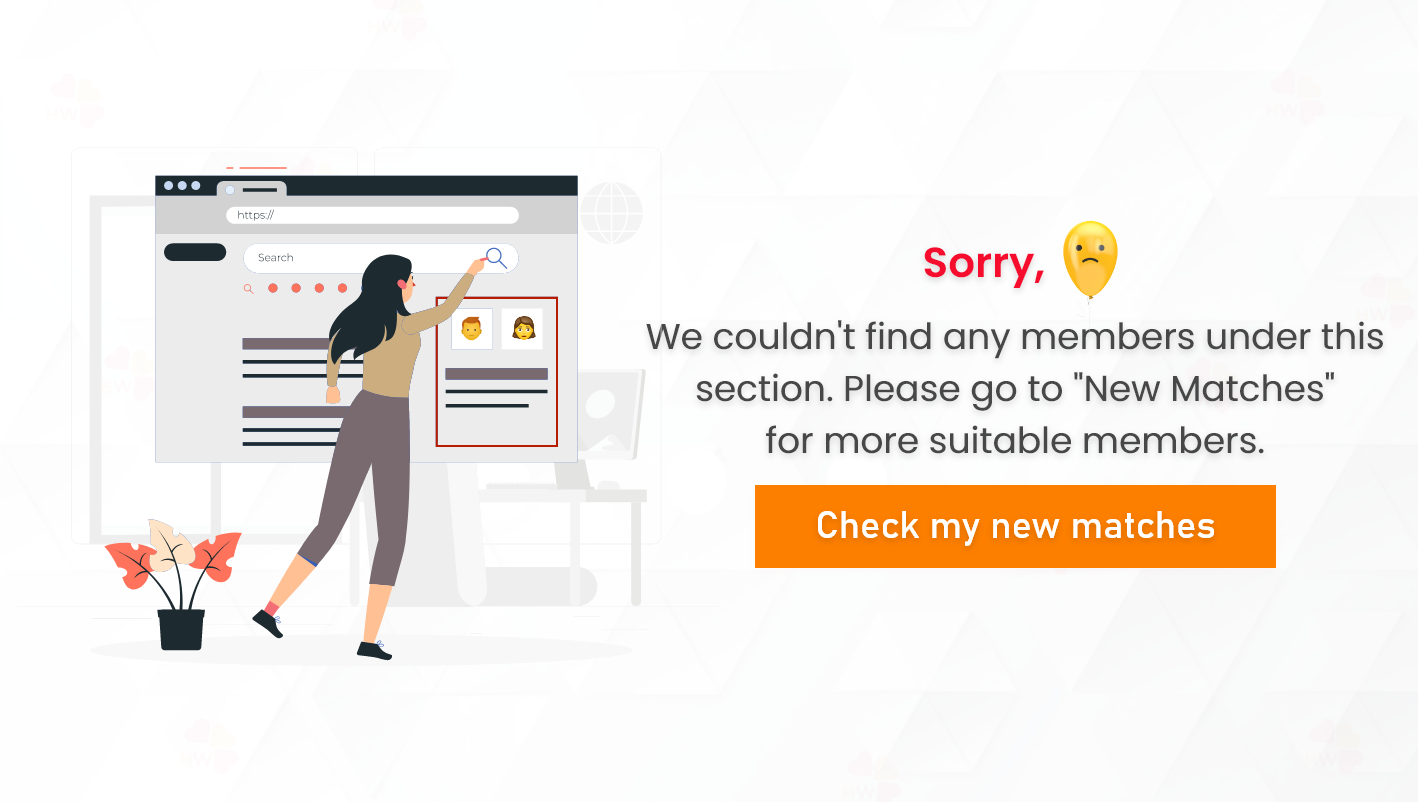 https://
Search
Sorry,
We couldn't find any members under this
section. Please go to "New Matches"
for more suitable members.
Check my new matches